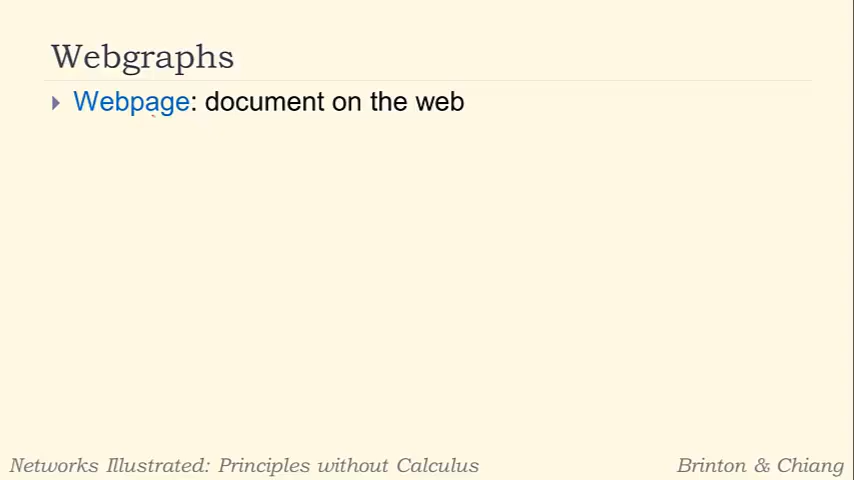 Webgraphs
Webpage: document on the web
Networks Illustrated: Principles without Calculus
Brinton & Chiang